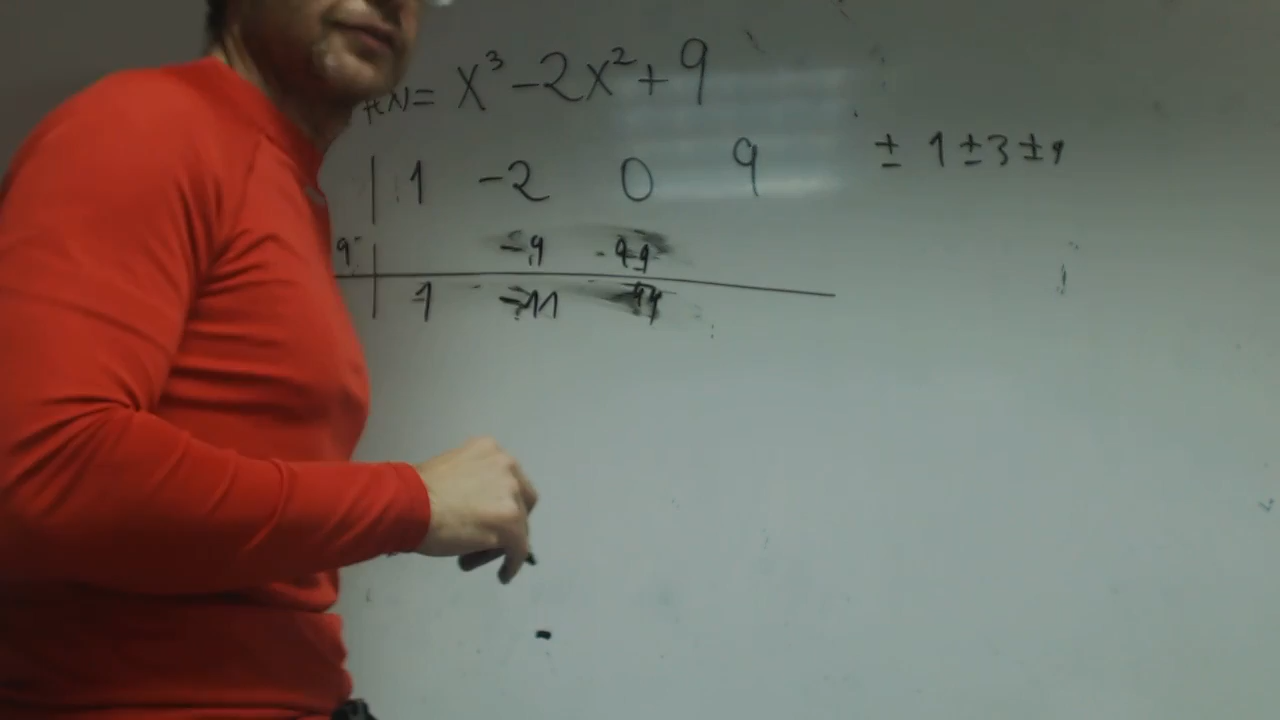 = x³ - 2x² + 9
1 -2 0 9
± 1 ± 3 ±
9 -9
1 -11